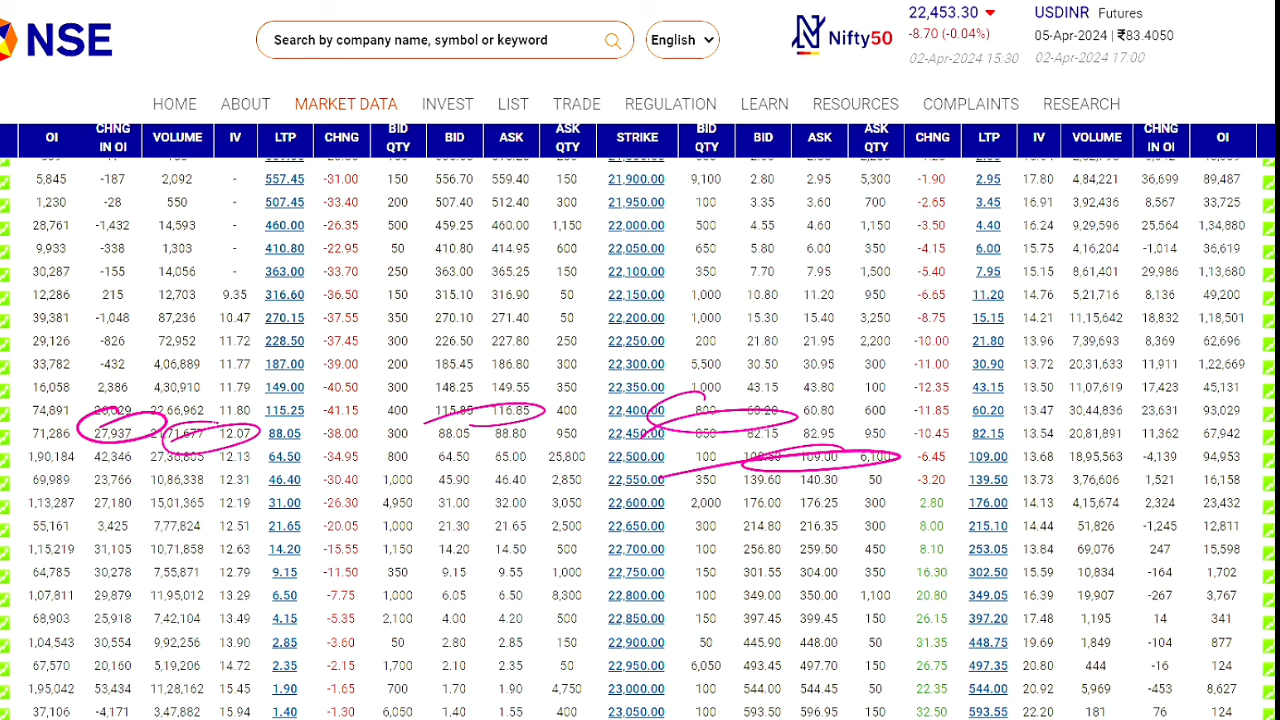 NSE
Search by company name, symbol or keyword
English
Nifty50
22,453.30
-8.70 (-0.04%)
02-Apr-2024 15:30
USDINR Futures
05-Apr-2024 | ₹83.4050
02-Apr-2024 17:00
HOME ABOUT MARKET DATA INVEST LIST TRADE REGULATION LEARN RESOURCES COMPLAINTS RESEARCH
OI CHNG IN OI VOLUME IV LTP CHNG BID QTY BID ASK ASK QTY STRIKE BID QTY BID ASK ASK QTY CHNG LTP IV VOLUME CHNG IN OI OI
5,845 -187 2,092 - 557.45 -31.00 150 556.70 559.40 150 21,900.00 9,100 2.80 2.95 5,300 -1.90 2.95 17.80 4,84,221 36,699 89,487
1,230 -28 550 - 507.45 -33.40 200 507.40 512.40 300 21,950.00 100 3.35 3.60 700 -2.65 3.45 16.91 3,92,436 8,567 33,725
28,761 -1,432 14,593 - 460.00 -26.35 500 459.25 460.00 1,150 22,000.00 500 4.55 4.60 1,150 -3.50 4.40 16.24 9,29,596 25,564 1,34,880
9,933 -338 1,303 - 410.80 -22.95 50 410.80 414.95 600 22,050.00 650 5.80 6.00 350 -4.15 6.00 15.75 4,16,204 -1,014 36,619
30,287 -155 14,056 - 363.00 -33.70 250 363.00 365.25 150 22,100.00 350 7.70 7.95 1,500 -5.40 7.95 15.15 8,61,401 29,986 1,13,680
12,286 215 12,703 9.35 316.60 -36.50 150 315.10 316.90 50 22,150.00 1,000 10.80 11.20 950 -6.65 11.20 14.76 5,21,716 8,136 49,200
39,381 -1,048 87,236 10.47 270.15 -37.55 350 270.10 271.40 50 22,200.00 1,000 15.30 15.40 3,250 -8.75 15.15 14.21 11,15,642 18,832 1,18,501
29,126 -826 72,952 11.72 228.50 -37.45 300 226.50 227.80 350 22,250.00 200 21.80 21.95 2,200 -10.00 21.80 13.96 7,39,693 8,369 62,696
33,782 -432 4,06,889 11.77 187.00 -39.00 200 185.45 186.80 300 22,300.00 5,500 30.50 30.95 300 -11.00 30.90 13.72 20,31,633 11,911 1,22,669
16,058 2,386 4,30,910 11.79 149.00 -40.50 300 148.25 149.55 350 22,350.00 1,000 43.15 43.80 100 -12.35 43.15 13.50 11,07,619 17,423 45,131
74,891 11.80 115.25 -41.15 400 116.85 400 22,400.00 800 60.80 600 -11.85 60.20 13.47 30,44,836 23,631 93,029
71,286 27,937 12.07 88.05 -38.00 300 88.05 88.80 950 22,450.00 82.15 82.95 950 -10.45 82.15 13.54 20,81,891 11,362 67,942
1,90,184 42,346 12.13 64.50 -34.95 800 64.50 65.00 25,800 22,500.00 100 109.00 6,100 -6.45 109.00 13.68 18,95,563 -4,139 94,953
69,989 23,766 10,86,338 12.31 46.40 -30.40 1,000 45.90 46.40 2,850 22,550.00 350 139.60 140.30 50 -3.20 139.50 13.73 3,76,606 1,521 16,158
1,13,287 27,180 15,01,365 12.19 31.00 -26.30 4,950 31.00 32.00 3,050 22,600.00 2,000 176.00 176.25 300 2.80 176.00 14.13 4,15,674 2,324 23,432
55,161 3,425 7,77,824 12.51 21.65 -20.05 1,000 21.30 21.65 2,500 22,650.00 300 214.80 216.35 300 8.00 215.10 14.44 51,826 -1,245 12,811
1,15,219 31,105 10,71,858 12.63 14.20 -15.55 1,150 14.20 14.50 500 22,700.00 100 256.80 259.50 450 8.10 253.05 13.84 69,076 247 15,598
64,785 30,278 7,55,871 12.79 9.15 -11.50 350 9.15 9.55 1,000 22,750.00 150 301.55 304.00 350 16.30 302.50 15.59 10,834 -164 1,702
1,07,811 29,879 11,95,012 13.29 6.50 -7.75 1,000 6.05 6.50 8,300 22,800.00 100 349.00 350.00 1,100 20.80 349.05 16.39 19,907 -267 3,767
68,903 25,918 7,42,104 13.49 4.15 -5.35 2,100 4.00 4.20 500 22,850.00 150 397.45 399.45 150 26.15 397.20 17.48 1,195 14 341
1,04,543 30,554 9,92,256 13.90 2.85 -3.60 50 2.80 2.85 150 22,900.00 50 445.90 448.00 50 31.35 448.75 19.69 1,849 -104 877
67,570 20,160 5,19,206 14.72 2.35 -2.15 1,700 2.10 2.35 50 22,950.00 6,050 493.45 497.70 150 26.75 497.35 20.80 444 -16 124
1,95,042 53,434 11,28,162 15.45 1.90 -1.65 700 1.70 1.90 4,750 23,000.00 100 544.00 544.45 50 22.35 544.00 20.92 5,969 -453 8,627
37,106 -4,171 3,47,882 15.94 1.40 -1.30 6,050 1.40 1.55 400 23,050.00 100 593.50 596.95 150 32.50 593.55 22.20 181 76 124